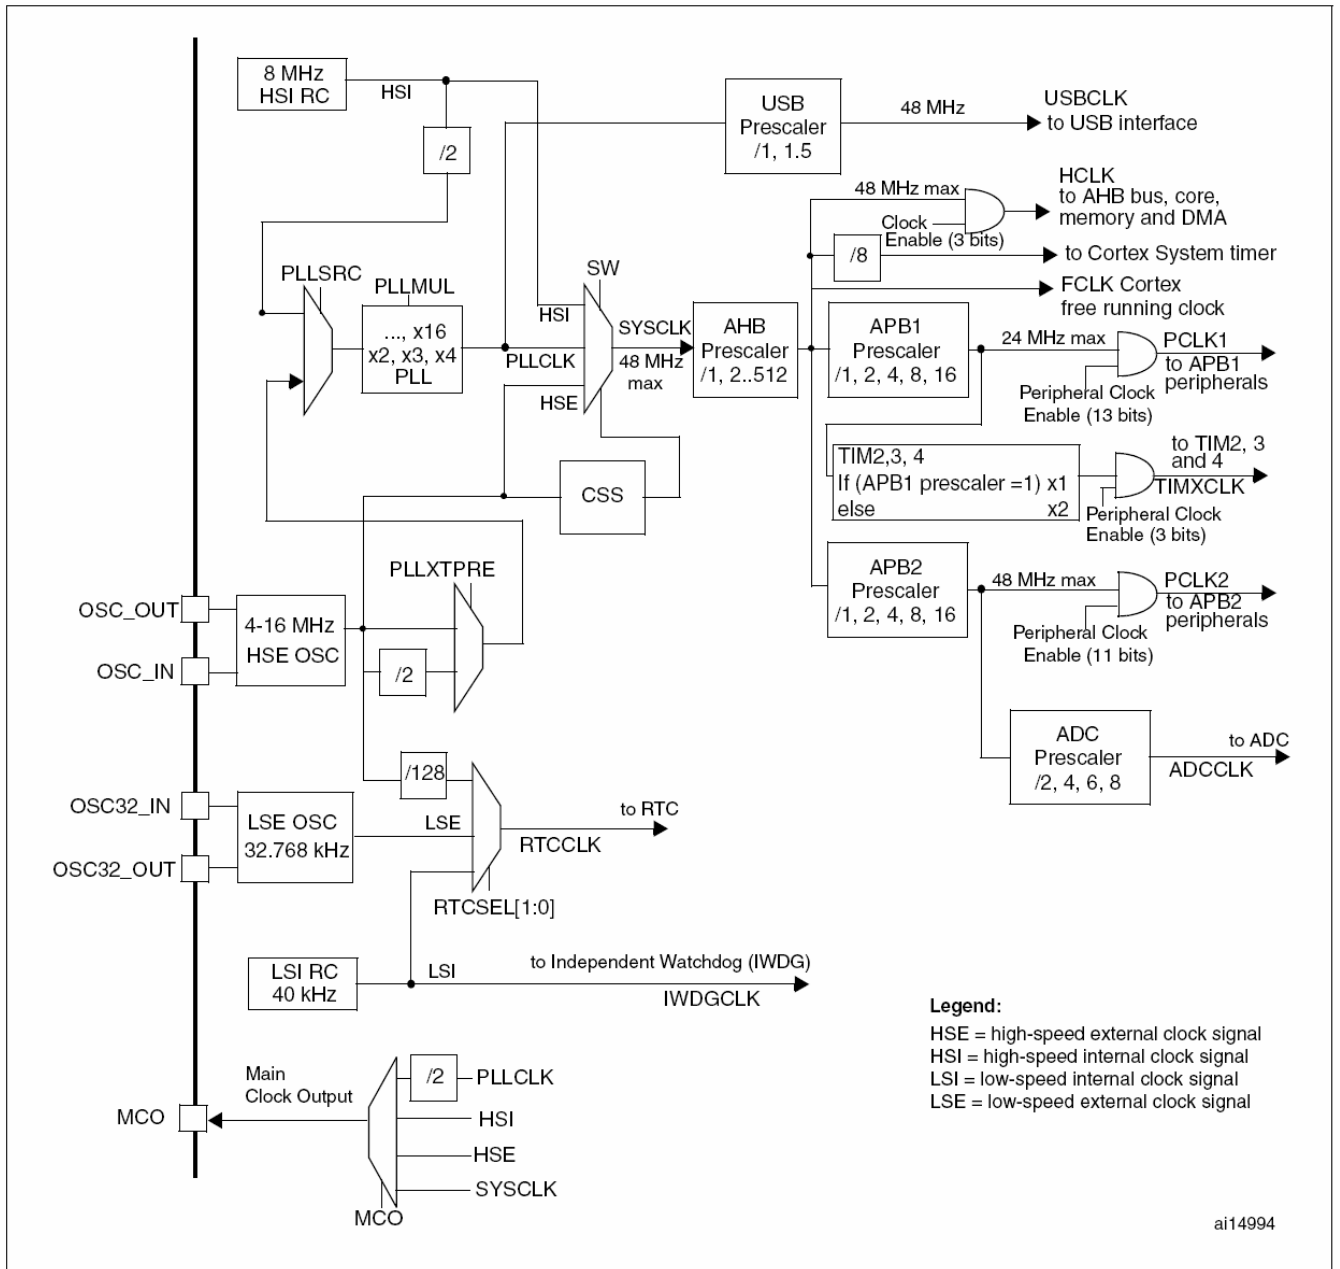 8 MHz
HSI RC
HSI
/2
USB
Prescaler
/1, 1.5
48 MHz
USBCLK
to USB interface
HCLK
to AHB bus, core,
memory and DMA
48 MHz max
Clock
Enable (3 bits)
/8
to Cortex System timer
FCLK Cortex
free running clock
PLLSRC
PLLMUL
..., x16
x2, x3, x4
PLL
SW
HSI
PLLCLK
HSE
SYSCLK
48 MHz
max
AHB
Prescaler
/1, 2..512
APB1
Prescaler
/1, 2, 4, 8, 16
24 MHz max
PCLK1
to APB1
peripherals
Peripheral Clock
Enable (13 bits)
TIM2,3, 4
If (APB1 prescaler =1) x1
else x2
to TIM2, 3
and 4
TIMXCLK
Peripheral Clock
Enable (3 bits)
CSS
PLLXTPRE
OSC_OUT
OSC_IN
4-16 MHz
HSE OSC
/2
APB2
Prescaler
/1, 2, 4, 8, 16
48 MHz max
PCLK2
to APB2
peripherals
Peripheral Clock
Enable (11 bits)
ADC
Prescaler
/2, 4, 6, 8
to ADC
ADCCLK
/128
OSC32_IN
OSC32_OUT
LSE OSC
32.768 kHz
LSE
to RTC
RTCCLK
RTCSEL[1:0]
LSI RC
40 kHz
LSI
to Independent Watchdog (IWDG)
IWDGCLK
Legend:
HSE = high-speed external clock signal
HSI = high-speed internal clock signal
LSI = low-speed internal clock signal
LSE = low-speed external clock signal
Main
Clock Output
MCO
/2
PLLCLK
HSI
HSE
SYSCLK
MCO
ai14994